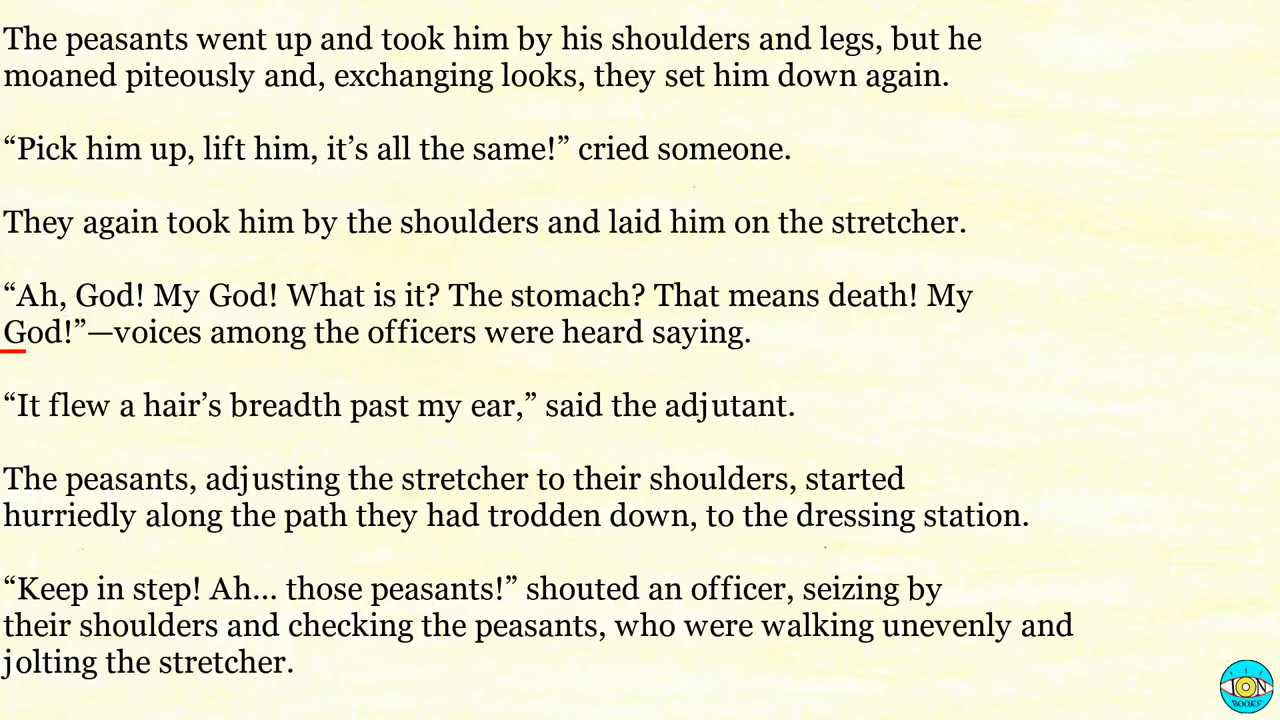 The peasants went up and took him by his shoulders and legs, but he
moaned piteously and, exchanging looks, they set him down again.
“Pick him up, lift him, it’s all the same!” cried someone.
They again took him by the shoulders and laid him on the stretcher.
“Ah, God! My God! What is it? The stomach? That means death! My
God!”—voices among the officers were heard saying.
“It flew a hair’s breadth past my ear,” said the adjutant.
The peasants, adjusting the stretcher to their shoulders, started
hurriedly along the path they had trodden down, to the dressing station.
“Keep in step! Ah... those peasants!” shouted an officer, seizing by
their shoulders and checking the peasants, who were walking unevenly and
jolting the stretcher.
ION
BOOKS